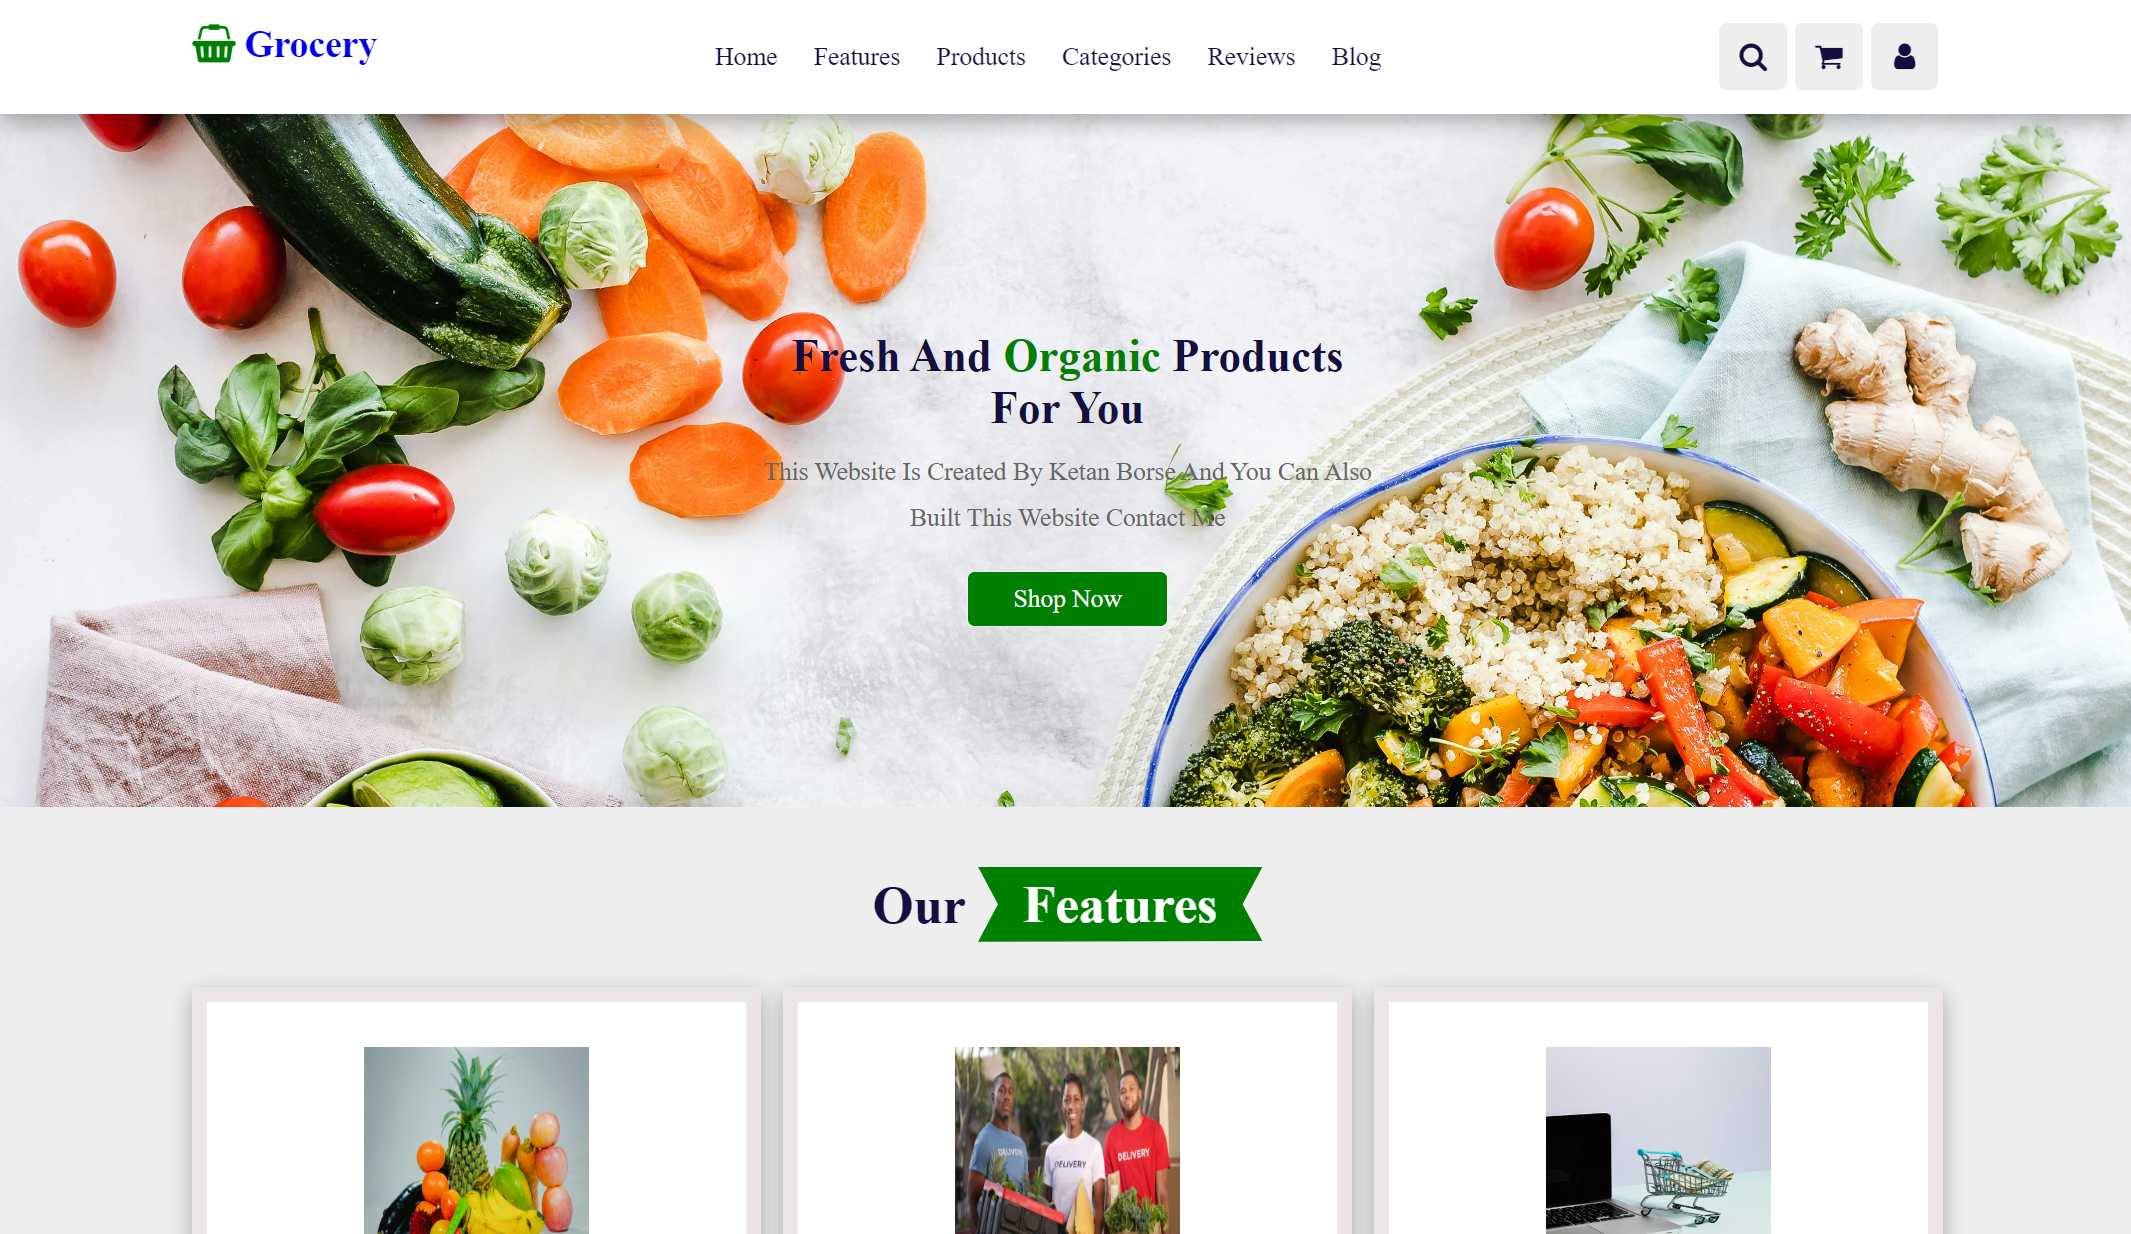 Grocery
Home Features Products Categories Reviews Blog
Fresh And Organic Products
For You
This Website Is Created By Ketan Borse And You Can Also
Built This Website Contact Me
Shop Now
Our Features
DELIVERY
DELIVERY
DELIVERY